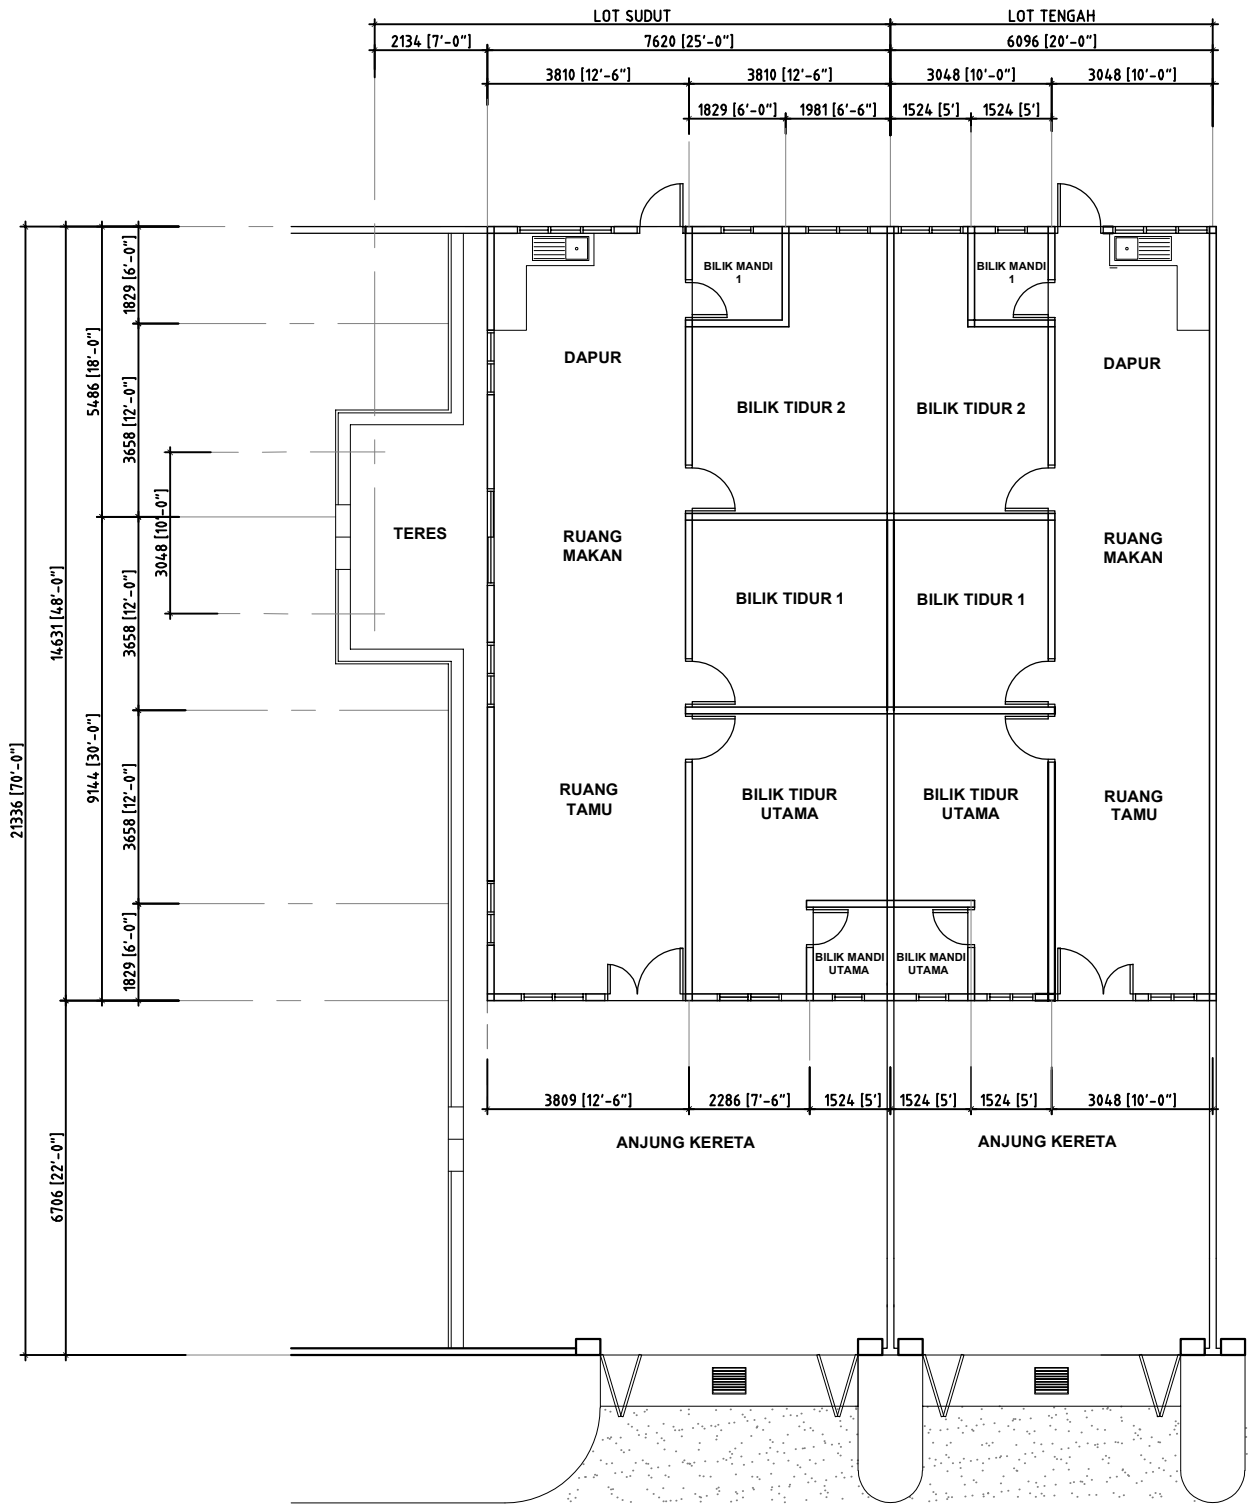 LOT SUDUT
LOT TENGAH
2134 [7'-0"]
7620 [25'-0"]
6096 [20'-0"]
3810 [12'-6"]
3810 [12'-6"]
3048 [10'-0"]
3048 [10'-0"]
1829 [6'-0"]
1981 [6'-6"]
1524 [5']
1524 [5']
21336 [70'-0"]
14631 [48'-0"]
6706 [22'-0"]
5486 [18'-0"]
9144 [30'-0"]
1829 [6'-0"]
3658 [12'-0"]
3658 [12'-0"]
3658 [12'-0"]
1829 [6'-0"]
3048 [10'-0"]
BILIK MANDI
1
BILIK MANDI
1
DAPUR
DAPUR
BILIK TIDUR 2
BILIK TIDUR 2
TERES
RUANG
MAKAN
RUANG
MAKAN
BILIK TIDUR 1
BILIK TIDUR 1
RUANG
TAMU
BILIK TIDUR
UTAMA
BILIK TIDUR
UTAMA
RUANG
TAMU
BILIK MANDI
UTAMA
BILIK MANDI
UTAMA
3809 [12'-6"]
2286 [7'-6"]
1524 [5']
1524 [5']
1524 [5']
3048 [10'-0"]
ANJUNG KERETA
ANJUNG KERETA